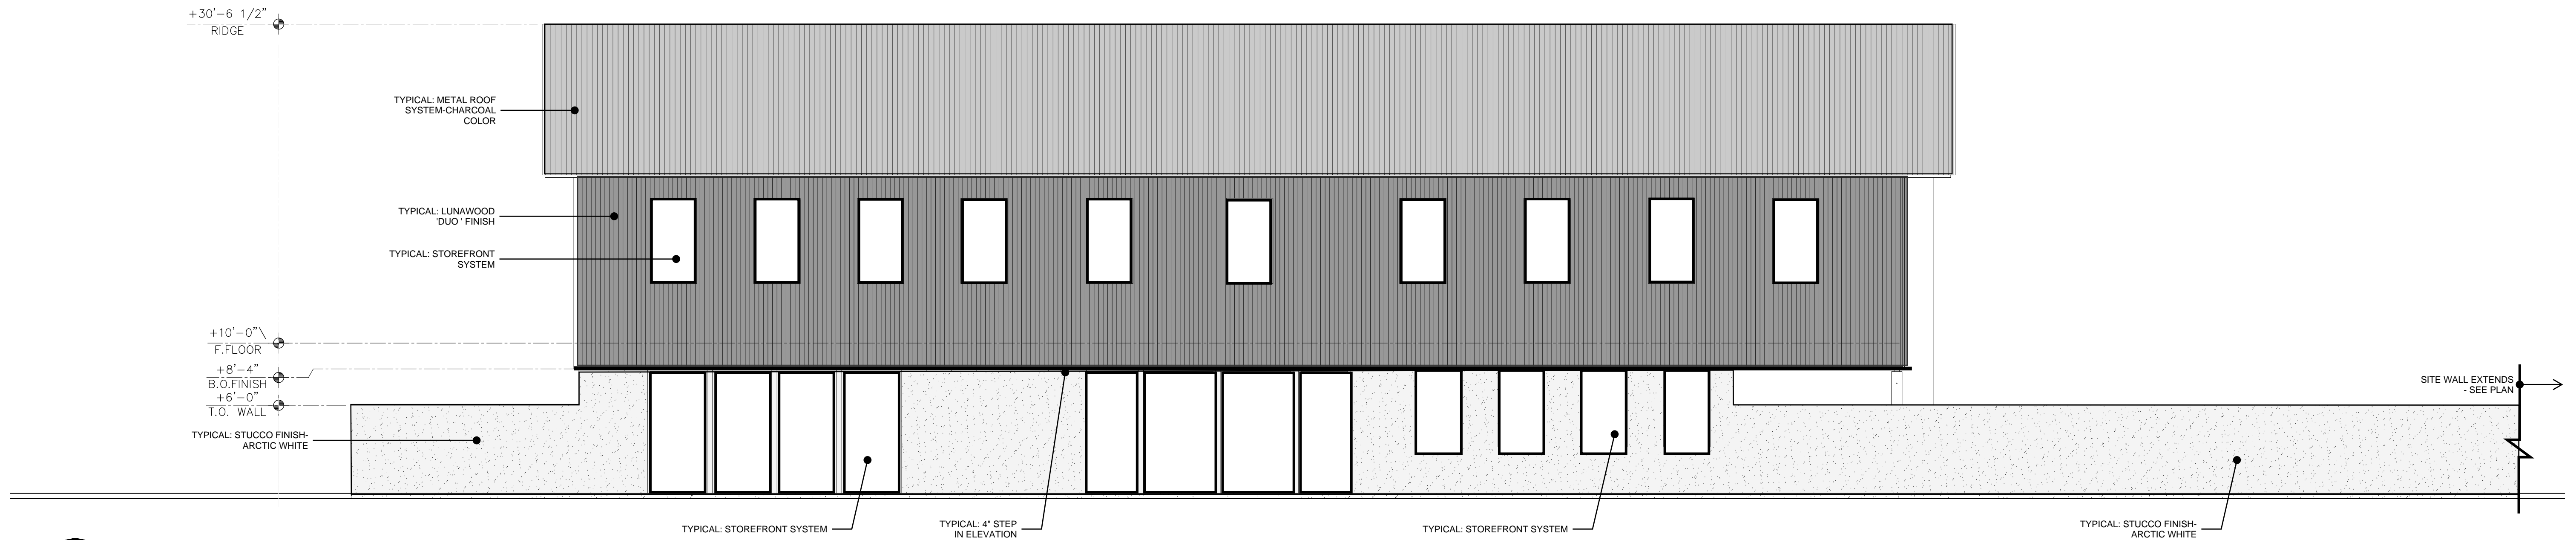 +30'-6 1/2"
RIDGE
TYPICAL: METAL ROOF
SYSTEM-CHARCOAL
COLOR
TYPICAL: LUNAWOOD
'DUO ' FINISH
TYPICAL: STOREFRONT
SYSTEM
+10'-0"\
F.FLOOR
+8'-4"
B.O.FINISH
+6'-0"
T.O. WALL
TYPICAL: STUCCO FINISH-
ARCTIC WHITE
SITE WALL EXTENDS
- SEE PLAN
TYPICAL: STOREFRONT SYSTEM
TYPICAL: 4" STEP
IN ELEVATION
TYPICAL: STOREFRONT SYSTEM
TYPICAL: STUCCO FINISH-
ARCTIC WHITE